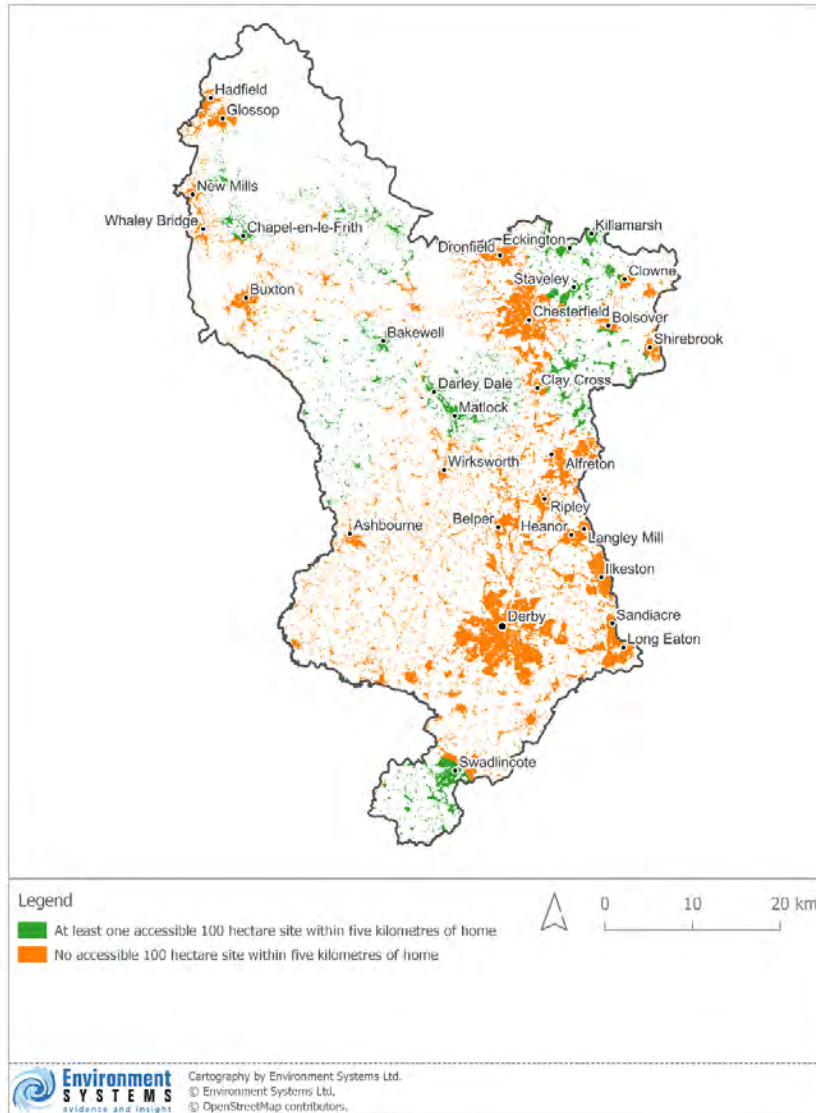 Hadfield
Glossop
New Mills
Whaley Bridge
Chapel-en-le-Frith
Killamarsh
Eckington
Dronfield
Staveley
Clowne
Buxton
Chesterfield
Bolsover
Bakewell
Shirebrook
Darley Dale
Clay Cross
Matlock
Wirksworth
Alfreton
Ripley
Belper
Heanor
Ashbourne
Langley Mill
Ilkeston
Derby
Sandiacre
Long Eaton
Swadlincote
Legend
0 10 20 km
At least one accessible 100 hectare site within five kilometres of home
No accessible 100 hectare site within five kilometres of home
Environment
SYSTEMS
evidence and insight
Cartography by Environment Systems Ltd.
© Environment Systems Ltd.
© OpenStreetMap contributors.